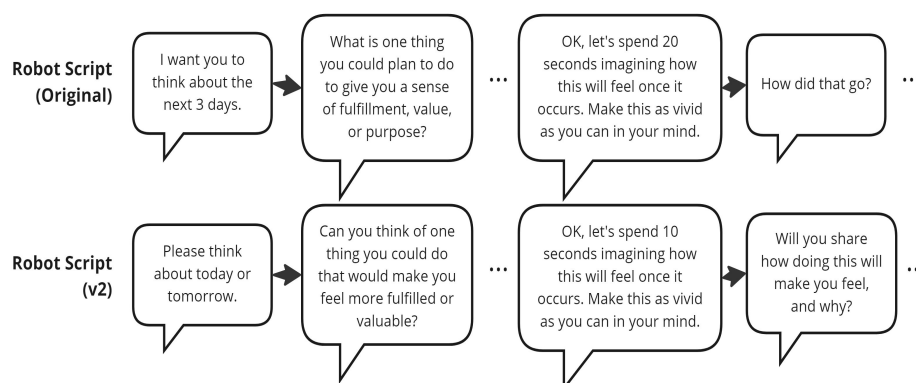 Robot Script
(Original)
I want you to
think about the
next 3 days.
What is one thing
you could plan to do
to give you a sense
of fulfillment, value,
or purpose?
...
OK, let's spend 20
seconds imagining how
this will feel once it
occurs. Make this as vivid
as you can in your mind.
How did that go?
..
Robot Script
(v2)
Please think
about today or
tomorrow.
Can you think of one
thing you could do
that would make you
feel more fulfilled or
valuable?
...
OK, let's spend 10
seconds imagining how
this will feel once it
occurs. Make this as vivid
as you can in your mind.
Will you share
how doing this will
make you feel,
and why?
..